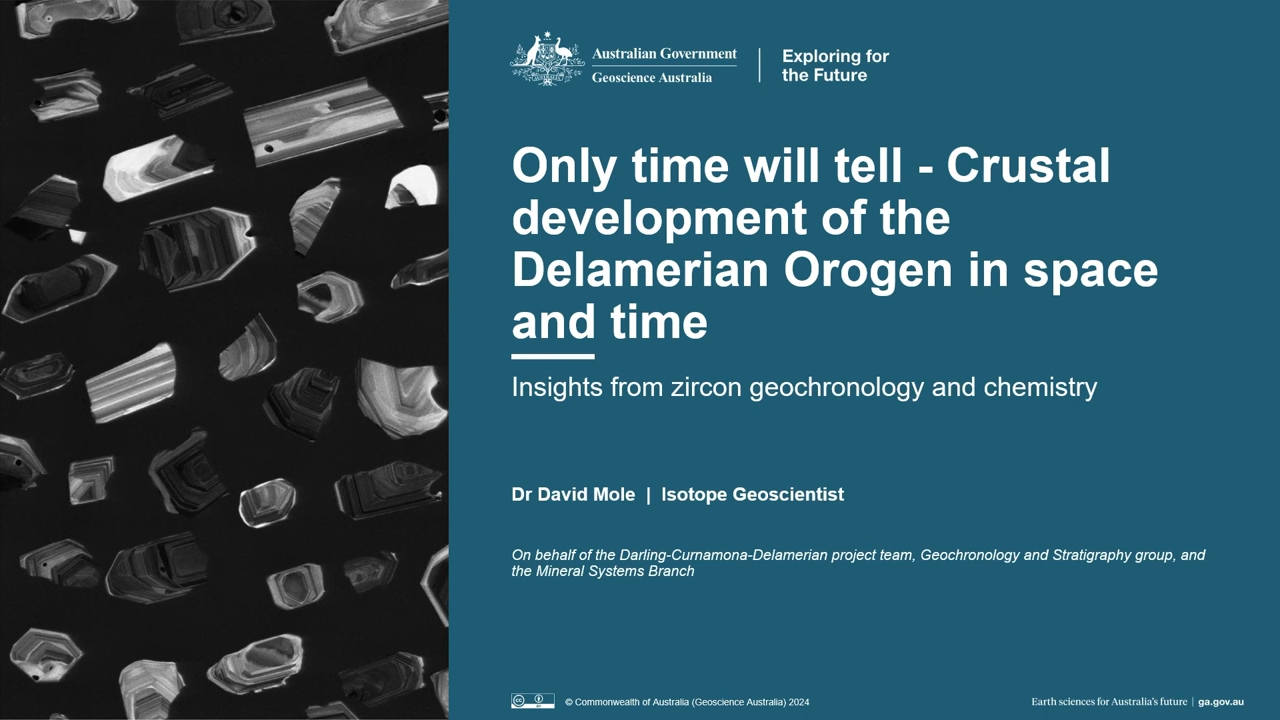 Australian Government
Geoscience Australia
Exploring for
the Future
Only time will tell - Crustal
development of the
Delamerian Orogen in space
and time
Insights from zircon geochronology and chemistry
Dr David Mole | Isotope Geoscientist
On behalf of the Darling-Curnamona-Delamerian project team, Geochronology and Stratigraphy group, and
the Mineral Systems Branch
© Commonwealth of Australia (Geoscience Australia) 2024
Earth sciences for Australia's future | ga.gov.au